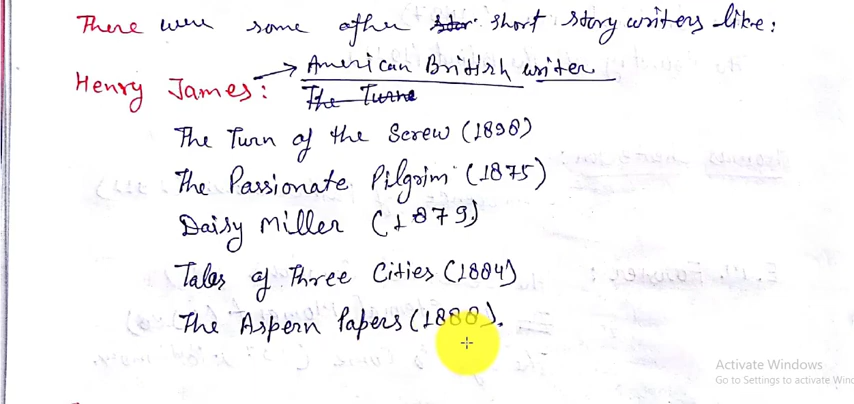 There were some other short story writers like:
Henry James: → American British writer
The Turn of the Screw (1898)
The Passionate Pilgrim (1875)
Daisy Miller (1879)
Tales of Three Cities (1884)
The Aspern Papers (1888).
Activate Windows
Go to Settings to activate Wind